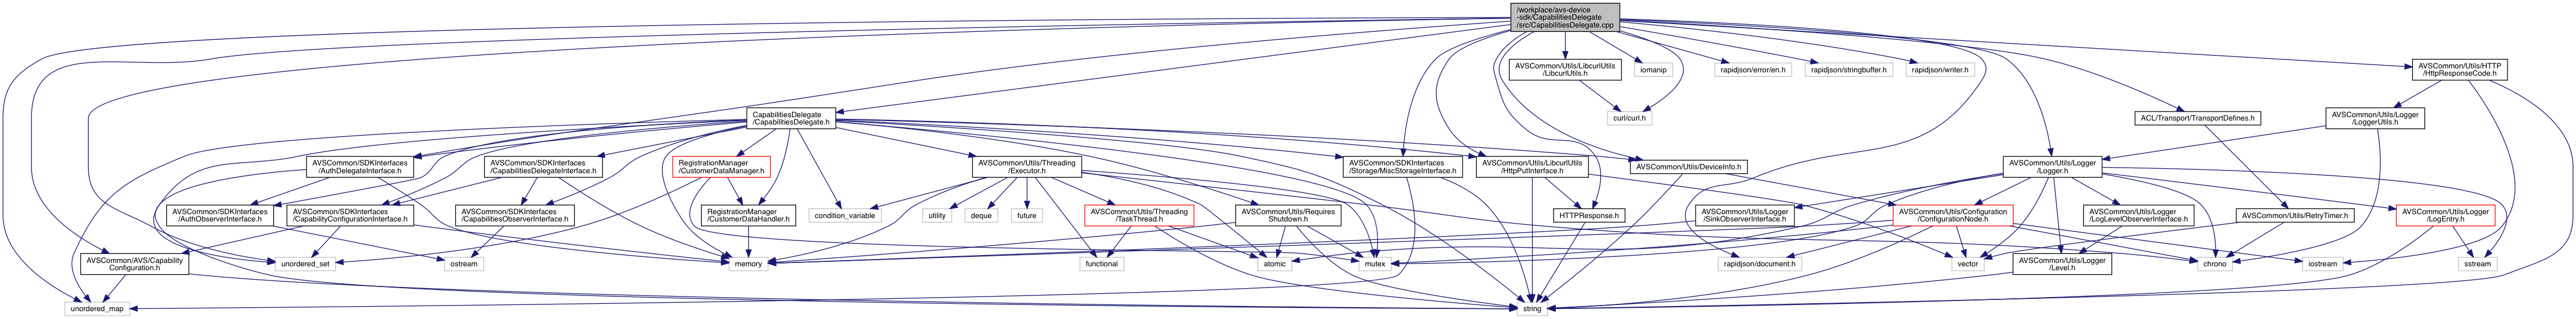 /workplace/avs-device
-sdk/CapabilitiesDelegate
/src/CapabilitiesDelegate.cpp
AVSCommon/Utils/LibcurlUtils
/LibcurlUtils.h
iomanip
rapidjson/error/en.h
rapidjson/stringbuffer.h
rapidjson/writer.h
AVSCommon/Utils/HTTP
/HttpResponseCode.h
CapabilitiesDelegate
/CapabilitiesDelegate.h
curl/curl.h
ACL/Transport/TransportDefines.h
AVSCommon/Utils/Logger
/LoggerUtils.h
AVSCommon/SDKInterfaces
/AuthDelegateInterface.h
AVSCommon/SDKInterfaces
/CapabilitiesDelegateInterface.h
RegistrationManager
/CustomerDataManager.h
AVSCommon/Utils/Threading
/Executor.h
AVSCommon/SDKInterfaces
/Storage/MiscStorageInterface.h
AVSCommon/Utils/LibcurlUtils
/HttpPutInterface.h
AVSCommon/Utils/DeviceInfo.h
AVSCommon/Utils/Logger
/Logger.h
AVSCommon/SDKInterfaces
/AuthObserverInterface.h
AVSCommon/SDKInterfaces
/CapabilityConfigurationInterface.h
AVSCommon/SDKInterfaces
/CapabilitiesObserverInterface.h
RegistrationManager
/CustomerDataHandler.h
condition_variable
utility
deque
future
AVSCommon/Utils/Threading
/TaskThread.h
AVSCommon/Utils/Requires
Shutdown.h
HTTPResponse.h
AVSCommon/Utils/Logger
/SinkObserverInterface.h
AVSCommon/Utils/Configuration
/ConfigurationNode.h
AVSCommon/Utils/Logger
/LogLevelObserverInterface.h
AVSCommon/Utils/RetryTimer.h
AVSCommon/Utils/Logger
/LogEntry.h
AVSCommon/AVS/Capability
Configuration.h
unordered_set
ostream
memory
functional
atomic
mutex
rapidjson/document.h
vector
AVSCommon/Utils/Logger
/Level.h
chrono
iostream
sstream
unordered_map
string